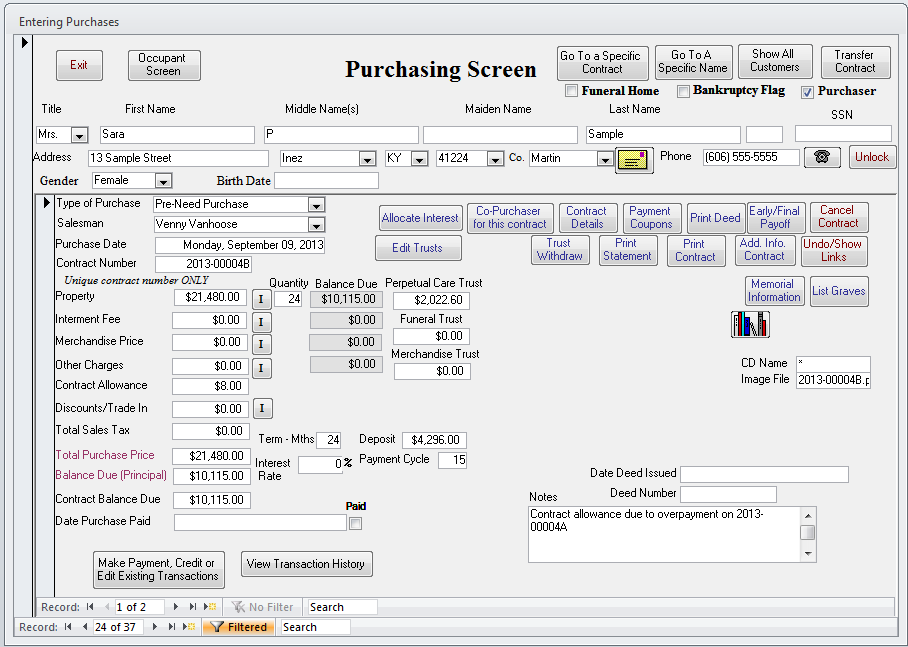 Entering Purchases
Exit
Occupant Screen
Purchasing Screen
Go To a Specific Contract
Go To A Specific Name
Show All Customers
Transfer Contract
Funeral Home
Bankruptcy Flag
Purchaser
Title First Name Middle Name(s) Maiden Name Last Name SSN
Mrs. Sara P Sample
Address 13 Sample Street Inez KY 41224 Co. Martin Phone (606) 555-5555 Unlock
Gender Female Birth Date
Type of Purchase Pre-Need Purchase
Salesman Venny Vanhoose
Purchase Date Monday, September 09, 2013
Contract Number 2013-00004B
Unique contract number ONLY
Allocate Interest
Co-Purchaser for this contract
Contract Details
Payment Coupons
Print Deed
Early/Final Payoff
Cancel Contract
Edit Trusts
Trust Withdraw
Print Statement
Print Contract
Add. Info. Contract
Undo/Show Links
Memorial Information
List Graves
Quantity Balance Due Perpetual Care Trust
Property $21,480.00 I 24 $10,115.00 $2,022.60
Interment Fee $0.00 I $0.00 Funeral Trust
$0.00
Merchandise Price $0.00 I $0.00 Merchandise Trust
Other Charges $0.00 I $0.00 $0.00
Contract Allowance $8.00
Discounts/Trade In $0.00 I
Total Sales Tax $0.00
Term - Mths 24 Deposit $4,296.00
Total Purchase Price $21,480.00
Interest Rate 0 % Payment Cycle 15
Balance Due (Principal) $10,115.00
Contract Balance Due $10,115.00
Date Purchase Paid Paid
CD Name *
Image File 2013-00004B.p
Date Deed Issued
Deed Number
Notes
Contract allowance due to overpayment on 2013-
00004A
Make Payment, Credit or
Edit Existing Transactions
View Transaction History
Record: 1 of 2 No Filter Search
Record: 24 of 37 Filtered Search